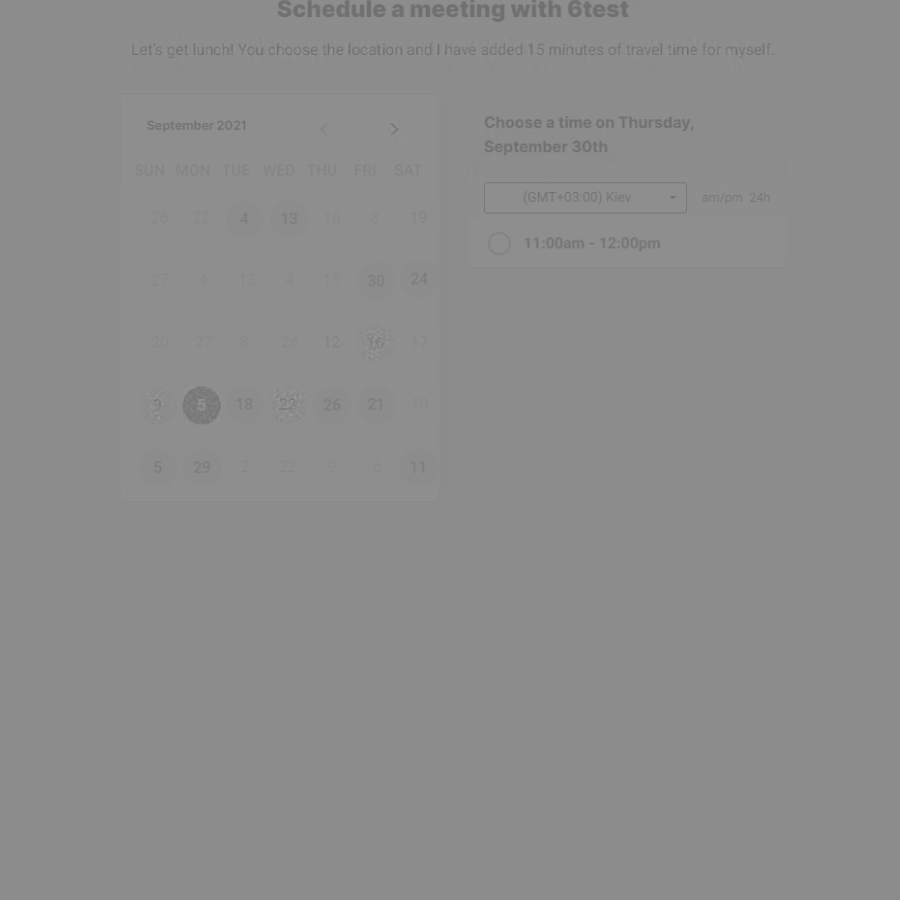 Schedule a meeting with 6test
Let's get lunch! You choose the location and I have added 15 minutes of travel time for myself.
September 2021
SUN MON TUE WED THU FRI SAT
26 22 4 13 16 8 19
27 4 13 4 15 30 24
20 27 8 26 12 16 17
9 5 18 22 26 21 10
5 29 2 22 9 6 11
Choose a time on Thursday,
September 30th
(GMT+03:00) Kiev am/pm 24h
11:00am - 12:00pm